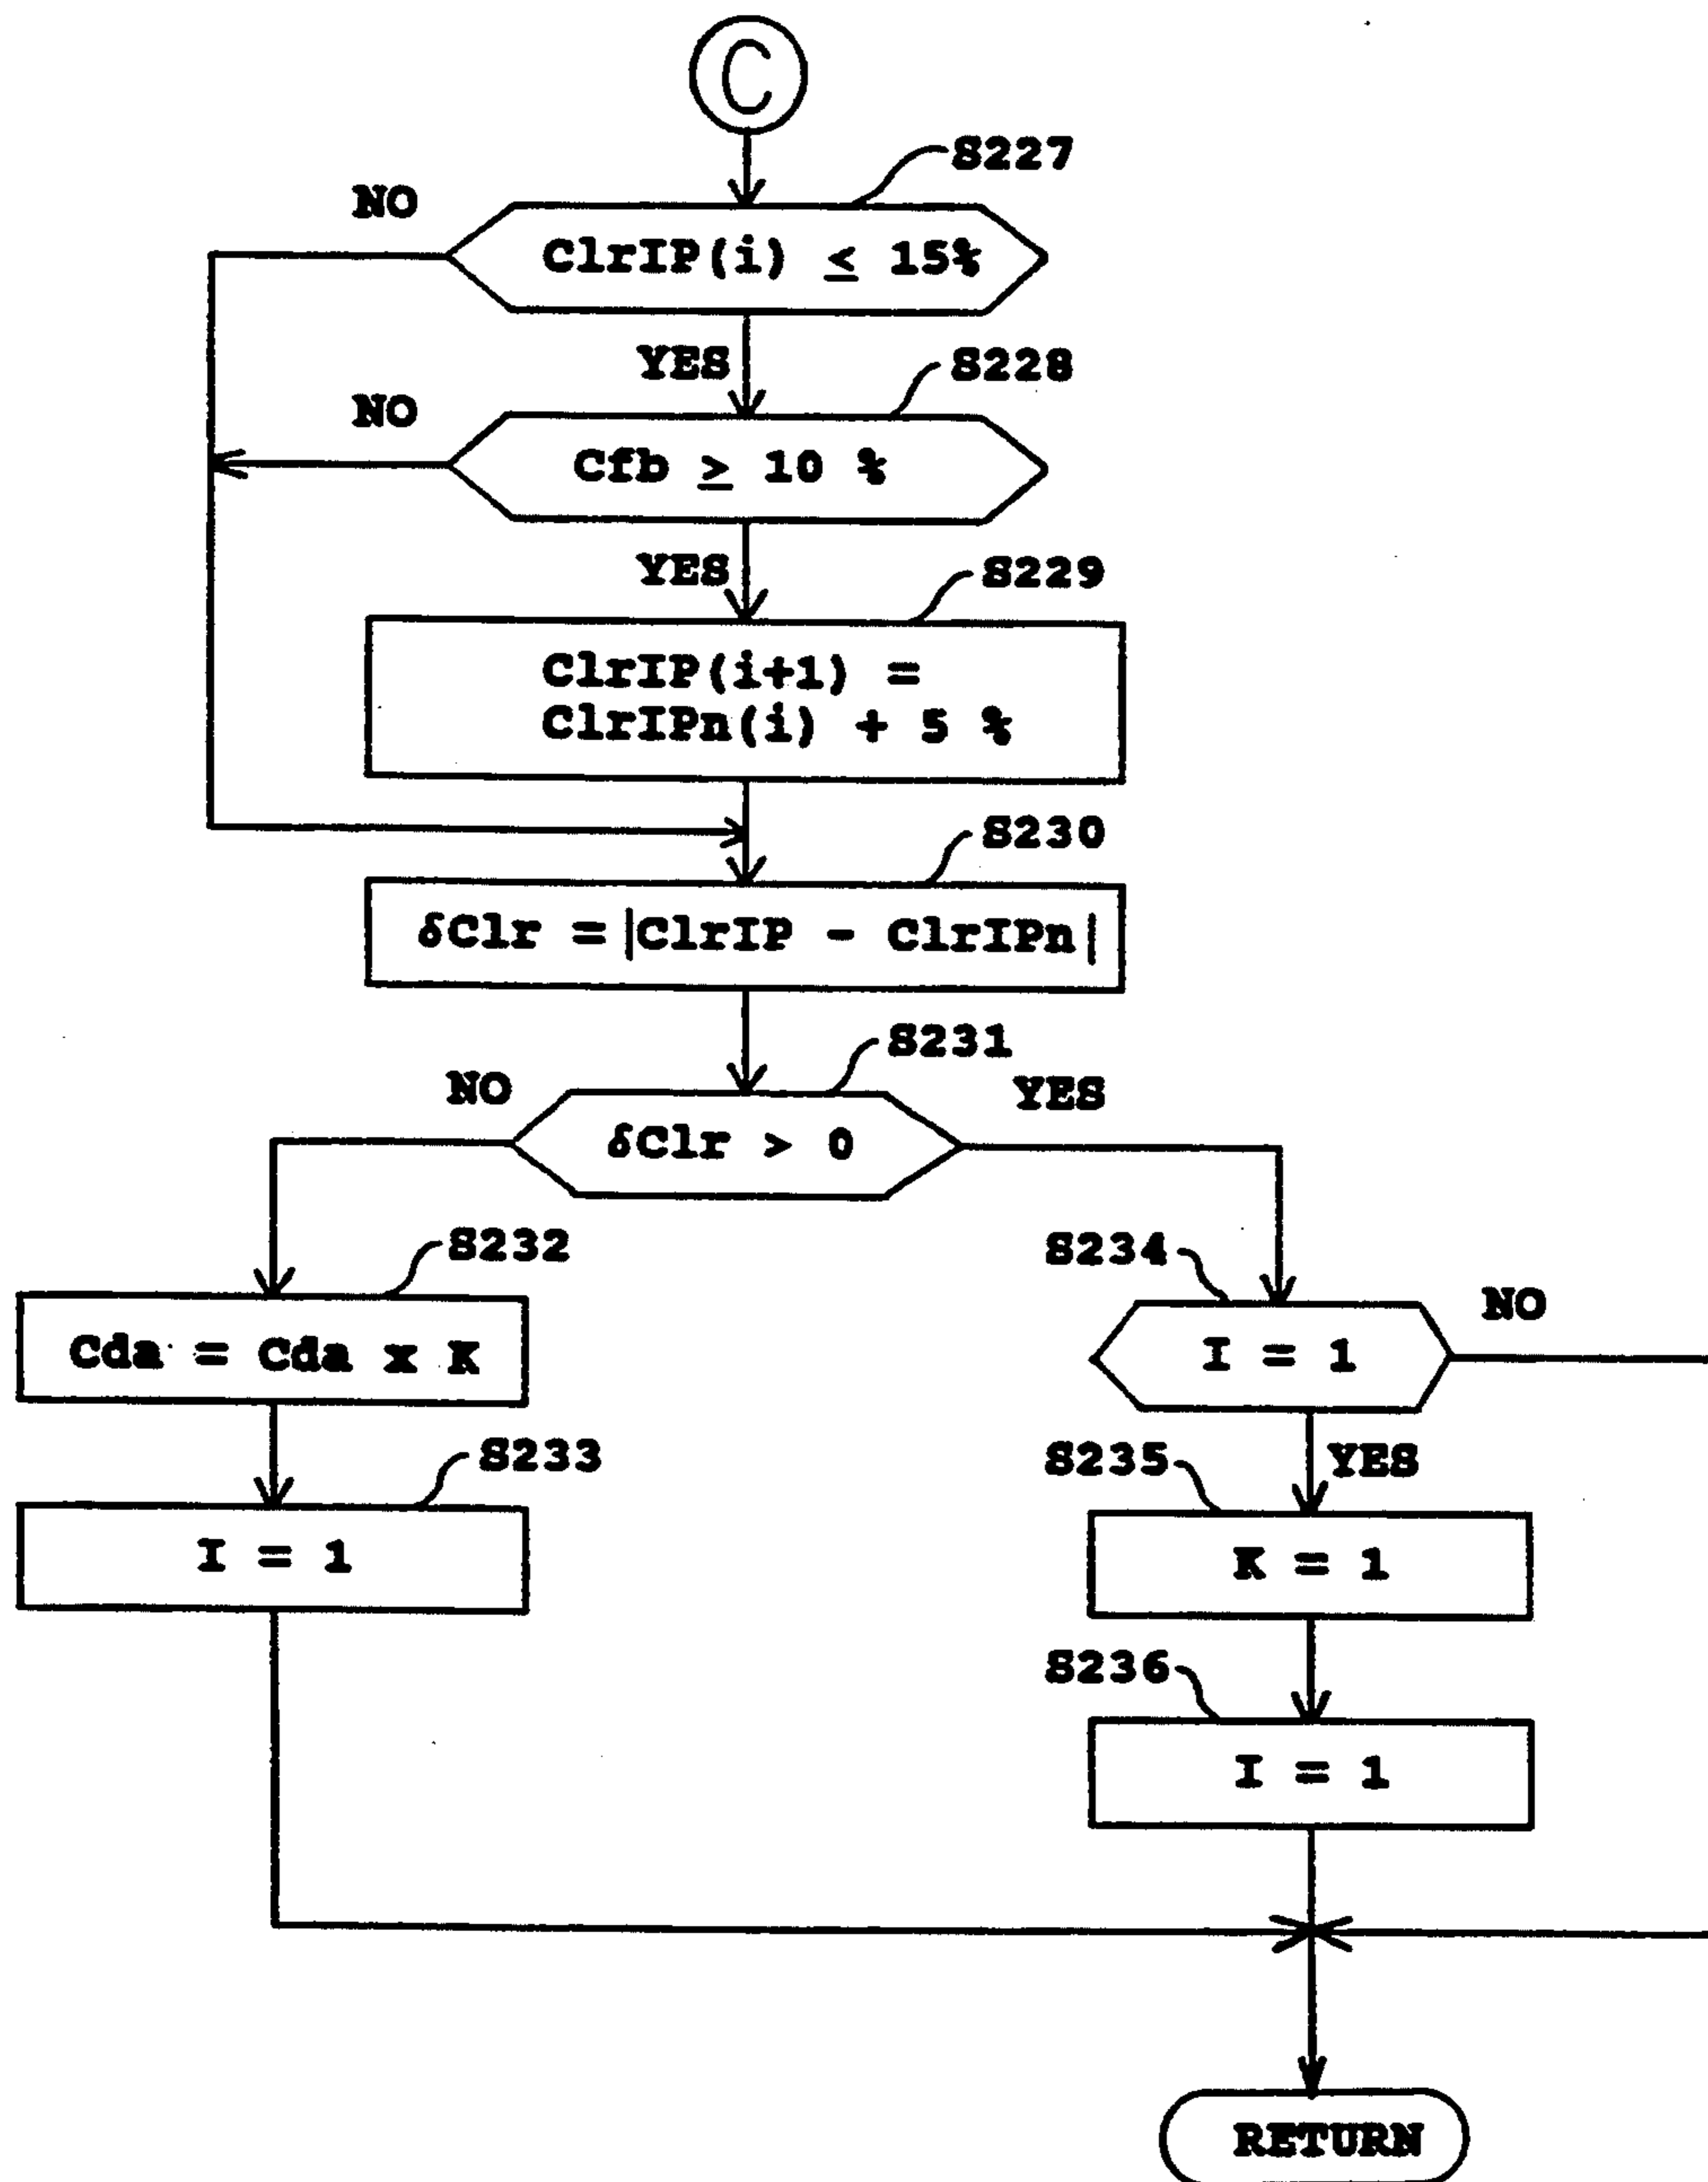 C
S227
NO
ClrIP(i) ≤ 15%
YES
S228
NO
Cfb ≥ 10 %
YES
S229
ClrIP(i+1) =
ClrIPn(i) + 5 %
S230
δClr = |ClrIP - ClrIPn|
S231
NO
YES
δClr > 0
S232
S234
NO
Cda = Cda x K
I = 1
S233
S235
YES
I = 1
K = 1
S236
I = 1
RETURN